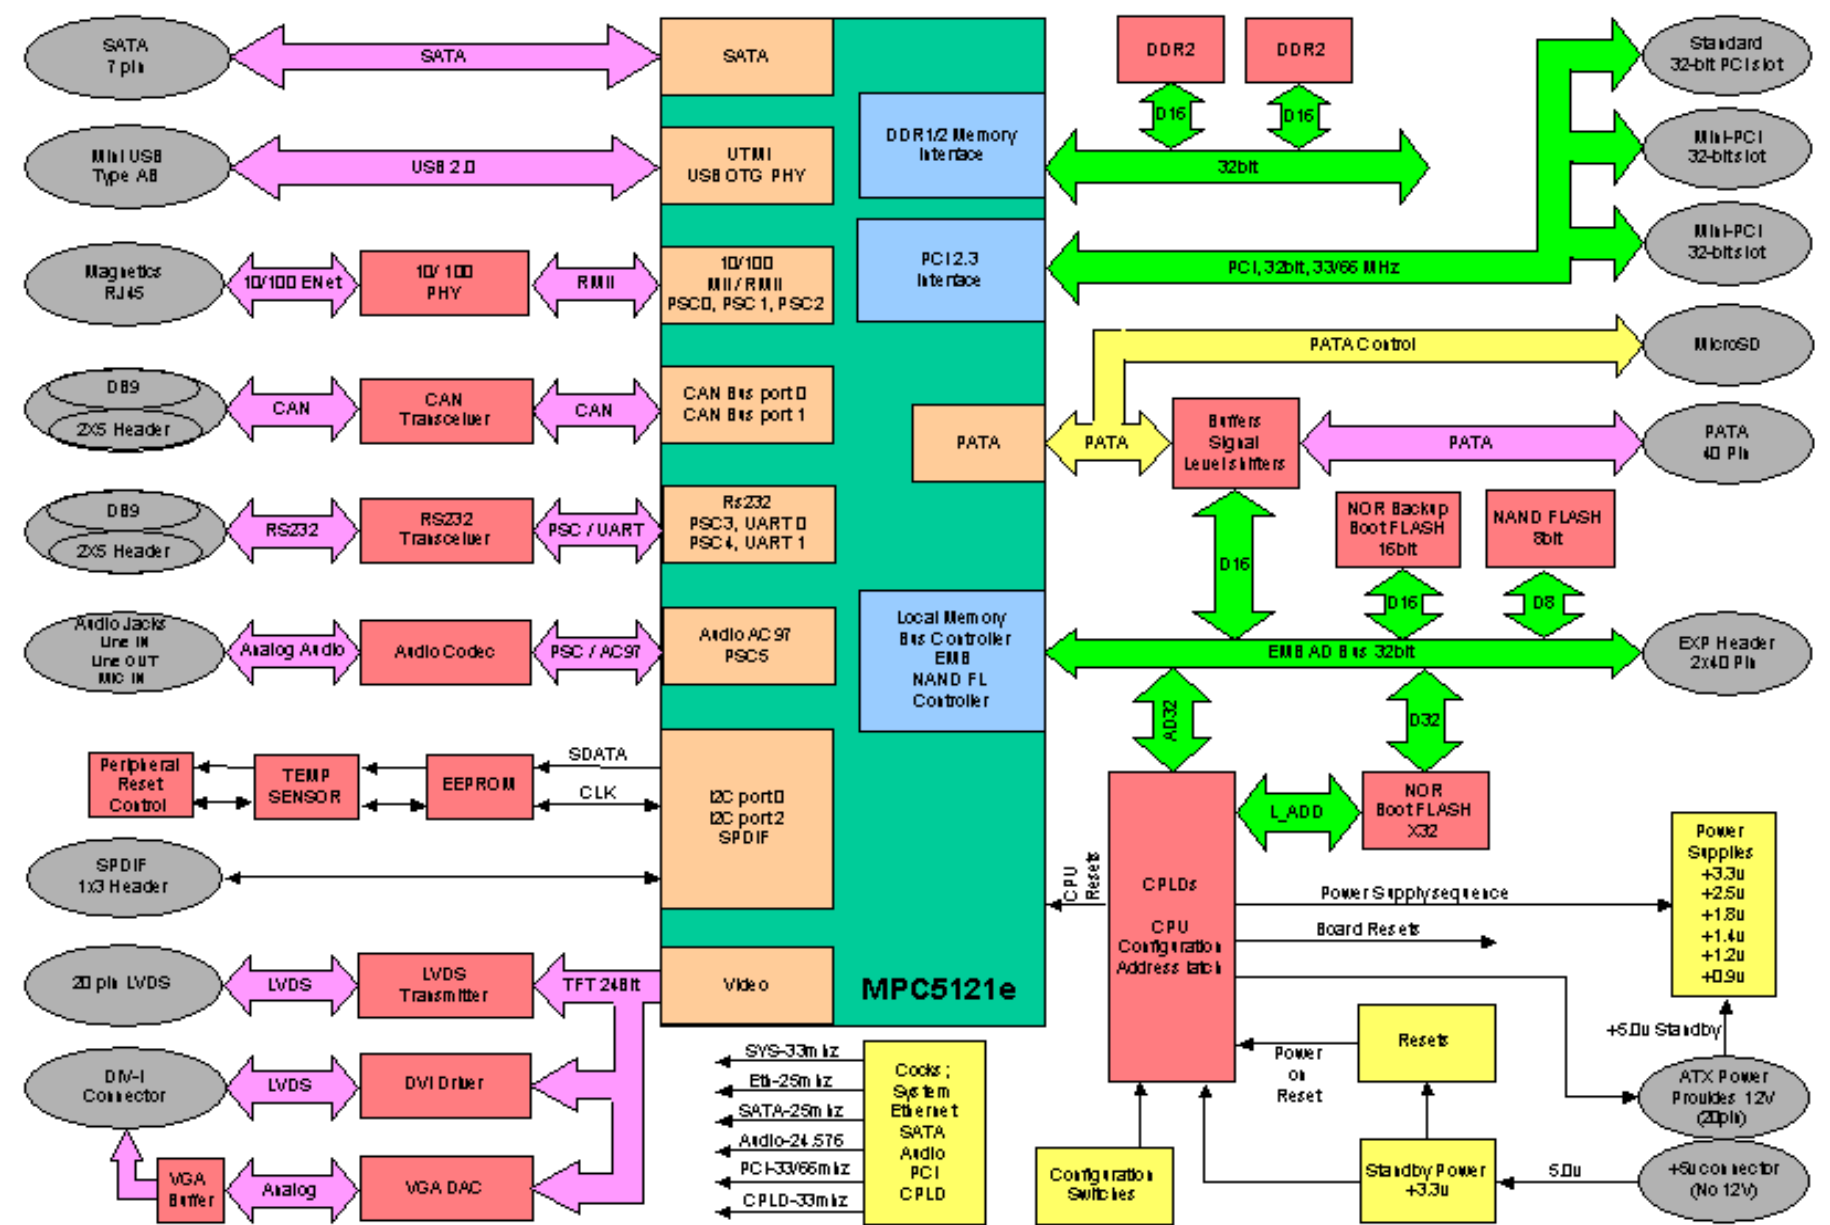 SATA
7 pin
SATA
SATA
DDR2
DDR2
Standard
32-bit PCI slot
D16
D16
DDR1/2 Memory
Interface
32bit
Mini USB
Type AB
USB 2.0
UTMI
USB OTG PHY
Mini-PCI
32-bit slot
Mini-PCI
32-bit slot
Magnetics
RJ45
10/100 ENet
10/ 100
PHY
RMII
10/100
MII / RMII
PSC0, PSC 1, PSC2
PCI 2.3
Interface
PCI, 32bit, 33/66 MHz
PATA Control
MicroSD
DB9
2X5 Header
CAN
CAN
Transceiver
CAN
CAN Bus port 0
CAN Bus port 1
PATA
PATA
Buffers
Signal
Level shifters
PATA
PATA
40 Pin
DB9
2X5 Header
RS232
RS232
Transceiver
PSC / UART
Rs232
PSC3, UART 0
PSC4, UART 1
D16
NOR Backup
Boot FLASH
16bit
NAND FLASH
8bit
D16
D8
Audio Jacks
Line IN
Line OUT
MIC IN
Analog Audio
Audio Codec
PSC / AC97
Audio AC 97
PSC5
Local Memory
Bus Controller
EMB
NAND FL
Controller
EMB AD Bus 32bit
EXP Header
2x40 Pin
AD32
D32
Peripheral
Reset
Control
TEMP
SENSOR
EEPROM
SDATA
CLK
I2C port 0
I2C port 2
SPDIF
L_ADD
NOR
Boot FLASH
X32
SPDIF
1x3 Header
CPU
Resets
CPLDs
CPU
Configuration
Address latch
Power Supply sequence
Board Resets
Power
Supplies
+3.3v
+2.5v
+1.8v
+1.4v
+1.2v
+0.9v
20 pin LVDS
LVDS
LVDS
Transmitter
TFT 24Bit
Video
MPC5121e
DIV-I
Connector
LVDS
DVI Driver
VGA
Buffer
Analog
VGA DAC
SYS-33mhz
Eth-25mhz
SATA-25mhz
Audio-24.576
PCI-33/66mhz
CPLD-33mhz
Cocks ;
System
Ethernet
SATA
Audio
PCI
CPLD
Configuration
Switches
Power
on
Reset
Resets
Standby Power
+3.3v
5.0v
+5.0v Standby
ATX Power
Provides 12V
(20pin)
+5v connector
(No 12V)